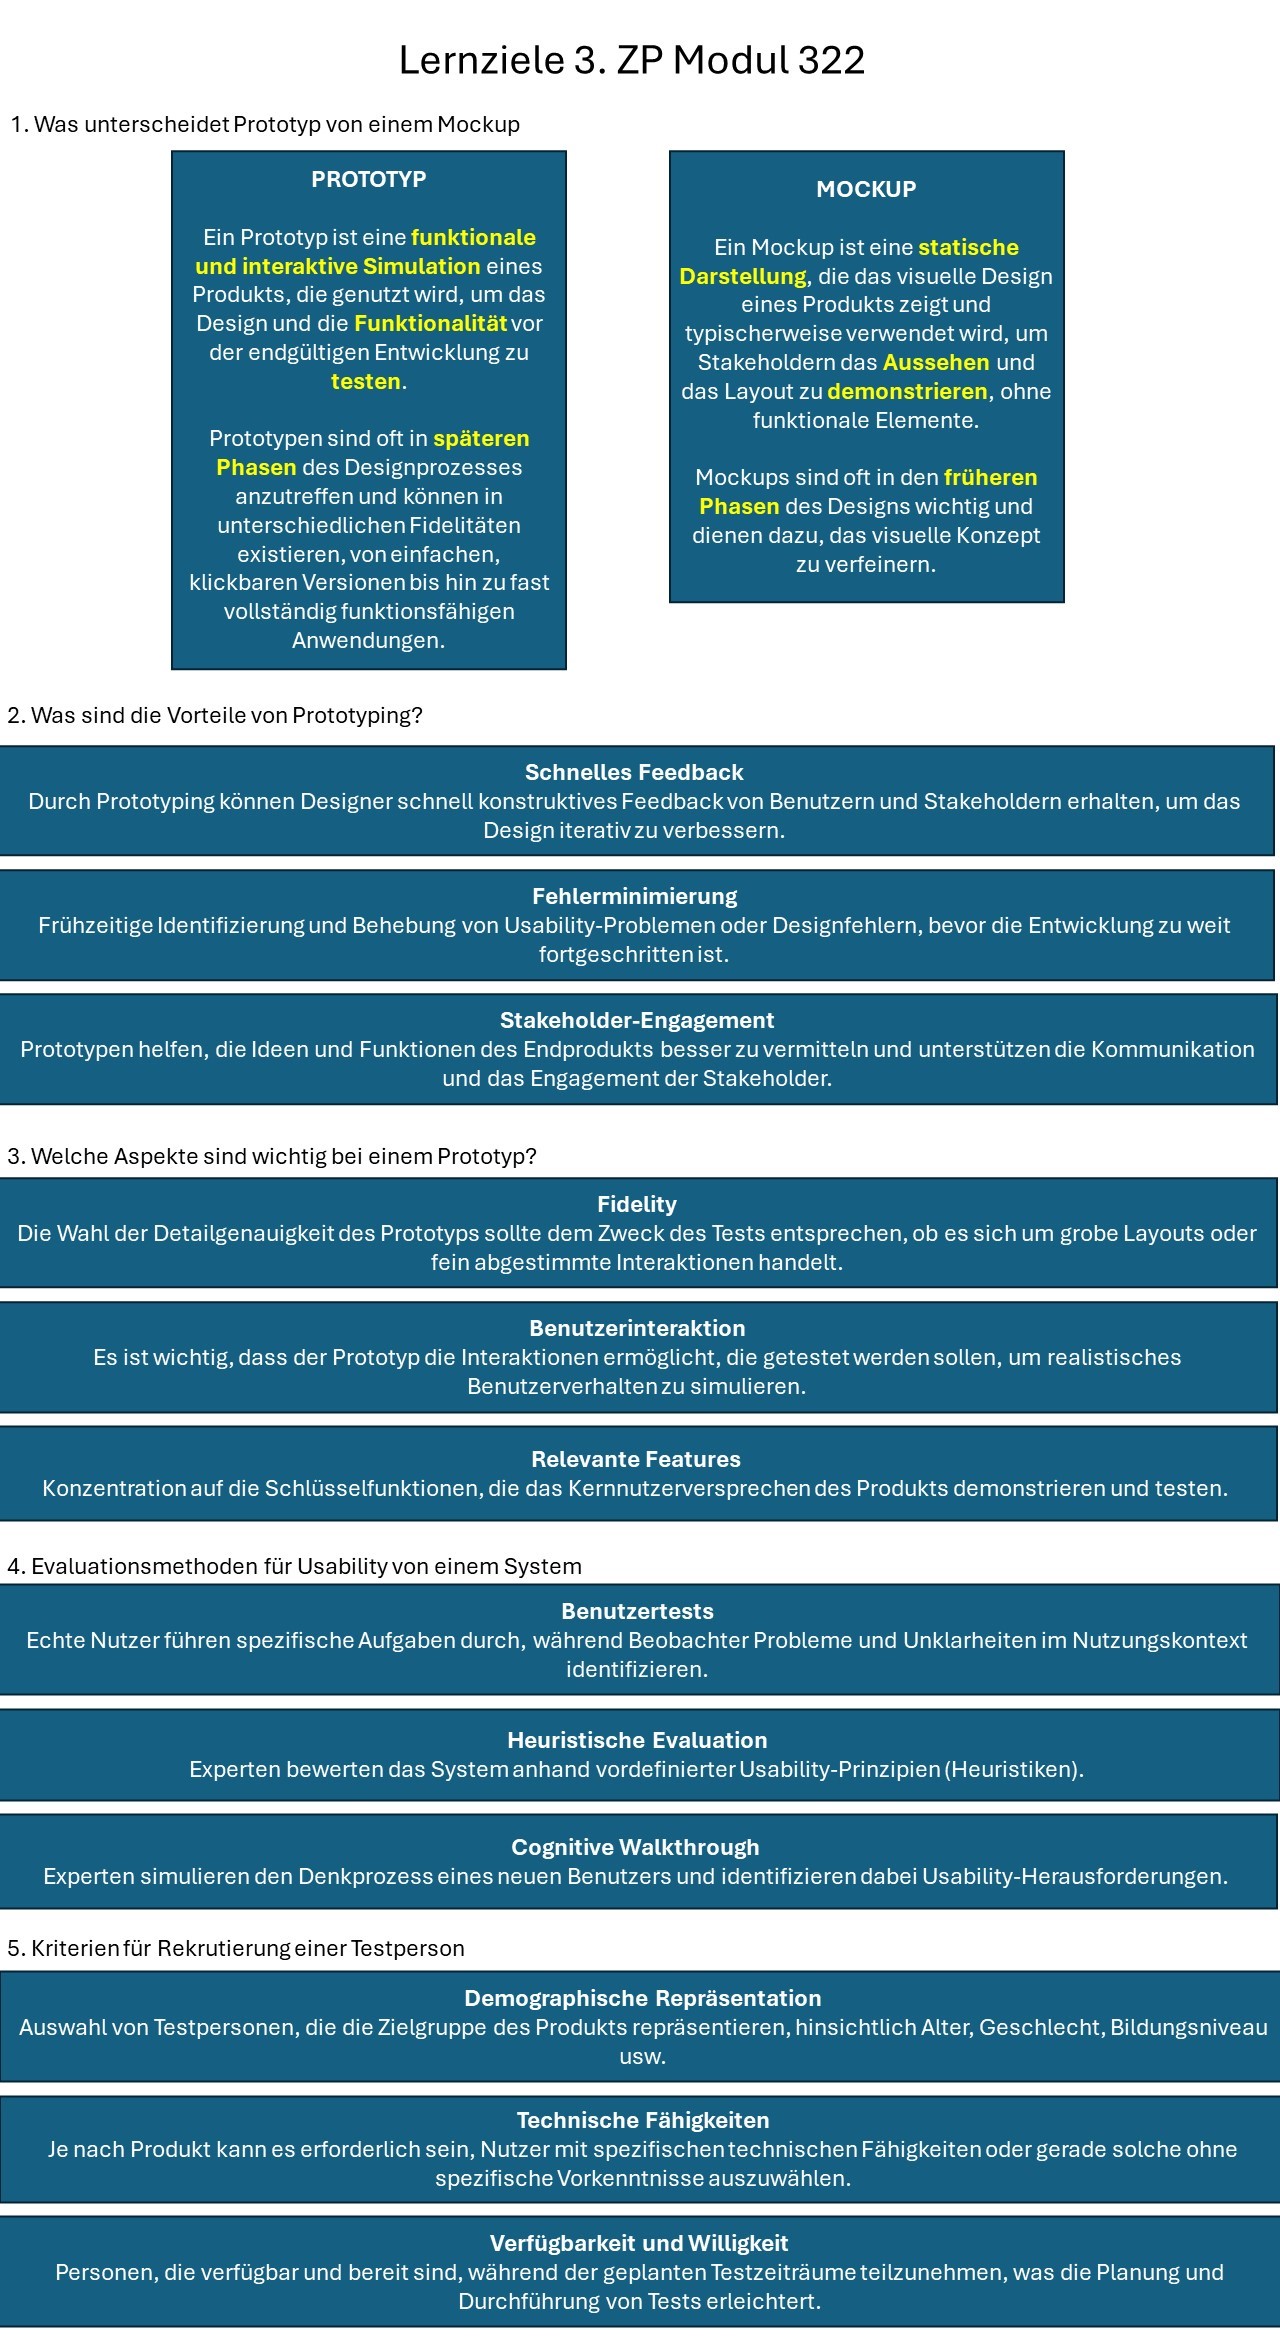 Lernziele 3. ZP Modul 322
1. Was unterscheidet Prototyp von einem Mockup
PROTOTYP
Ein Prototyp ist eine funktionale
und interaktive Simulation eines
Produkts, die genutzt wird, um das
Design und die Funktionalität vor
der endgültigen Entwicklung zu
testen.
Prototypen sind oft in späteren
Phasen des Designprozesses
anzutreffen und können in
unterschiedlichen Fidelitäten
existieren, von einfachen,
klickbaren Versionen bis hin zu fast
vollständig funktionsfähigen
Anwendungen.
MOCKUP
Ein Mockup ist eine statische
Darstellung, die das visuelle Design
eines Produkts zeigt und
typischerweise verwendet wird, um
Stakeholdern das Aussehen und
das Layout zu demonstrieren, ohne
funktionale Elemente.
Mockups sind oft in den früheren
Phasen des Designs wichtig und
dienen dazu, das visuelle Konzept
zu verfeinern.
2. Was sind die Vorteile von Prototyping?
Schnelles Feedback
Durch Prototyping können Designer schnell konstruktives Feedback von Benutzern und Stakeholdern erhalten, um das
Design iterativ zu verbessern.
Fehlerminimierung
Frühzeitige Identifizierung und Behebung von Usability-Problemen oder Designfehlern, bevor die Entwicklung zu weit
fortgeschritten ist.
Stakeholder-Engagement
Prototypen helfen, die Ideen und Funktionen des Endprodukts besser zu vermitteln und unterstützen die Kommunikation
und das Engagement der Stakeholder.
3. Welche Aspekte sind wichtig bei einem Prototyp?
Fidelity
Die Wahl der Detailgenauigkeit des Prototyps sollte dem Zweck des Tests entsprechen, ob es sich um grobe Layouts oder
fein abgestimmte Interaktionen handelt.
Benutzerinteraktion
Es ist wichtig, dass der Prototyp die Interaktionen ermöglicht, die getestet werden sollen, um realistisches
Benutzerverhalten zu simulieren.
Relevante Features
Konzentration auf die Schlüsselfunktionen, die das Kernnutzerversprechen des Produkts demonstrieren und testen.
4. Evaluationsmethoden für Usability von einem System
Benutzertests
Echte Nutzer führen spezifische Aufgaben durch, während Beobachter Probleme und Unklarheiten im Nutzungskontext
identifizieren.
Heuristische Evaluation
Experten bewerten das System anhand vordefinierter Usability-Prinzipien (Heuristiken).
Cognitive Walkthrough
Experten simulieren den Denkprozess eines neuen Benutzers und identifizieren dabei Usability-Herausforderungen.
5. Kriterien für Rekrutierung einer Testperson
Demographische Repräsentation
Auswahl von Testpersonen, die die Zielgruppe des Produkts repräsentieren, hinsichtlich Alter, Geschlecht, Bildungsniveau
usw.
Technische Fähigkeiten
Je nach Produkt kann es erforderlich sein, Nutzer mit spezifischen technischen Fähigkeiten oder gerade solche ohne
spezifische Vorkenntnisse auszuwählen.
Verfügbarkeit und Willigkeit
Personen, die verfügbar und bereit sind, während der geplanten Testzeiträume teilzunehmen, was die Planung und
Durchführung von Tests erleichtert.